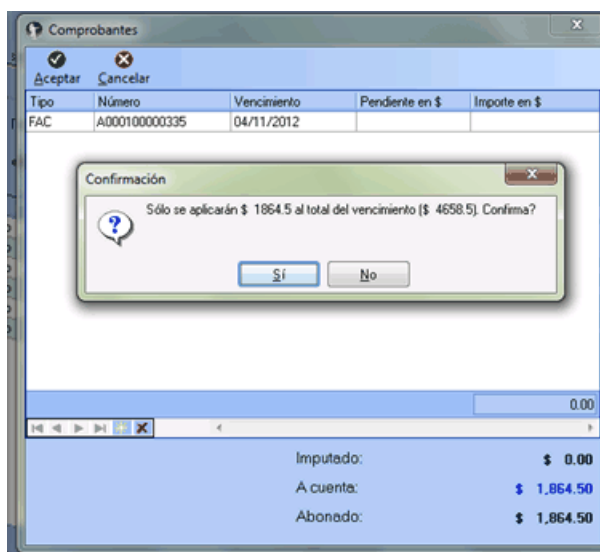 Comprobantes
Aceptar Cancelar
Tipo Número Vencimiento Pendiente en $ Importe en $
FAC A000100000335 04/11/2012
Confirmación
Sólo se aplicarán $ 1864.5 al total del vencimiento ($ 4658.5). Confirma?
Sí No
0.00
Imputado: $ 0.00
A cuenta: $ 1,864.50
Abonado: $ 1,864.50